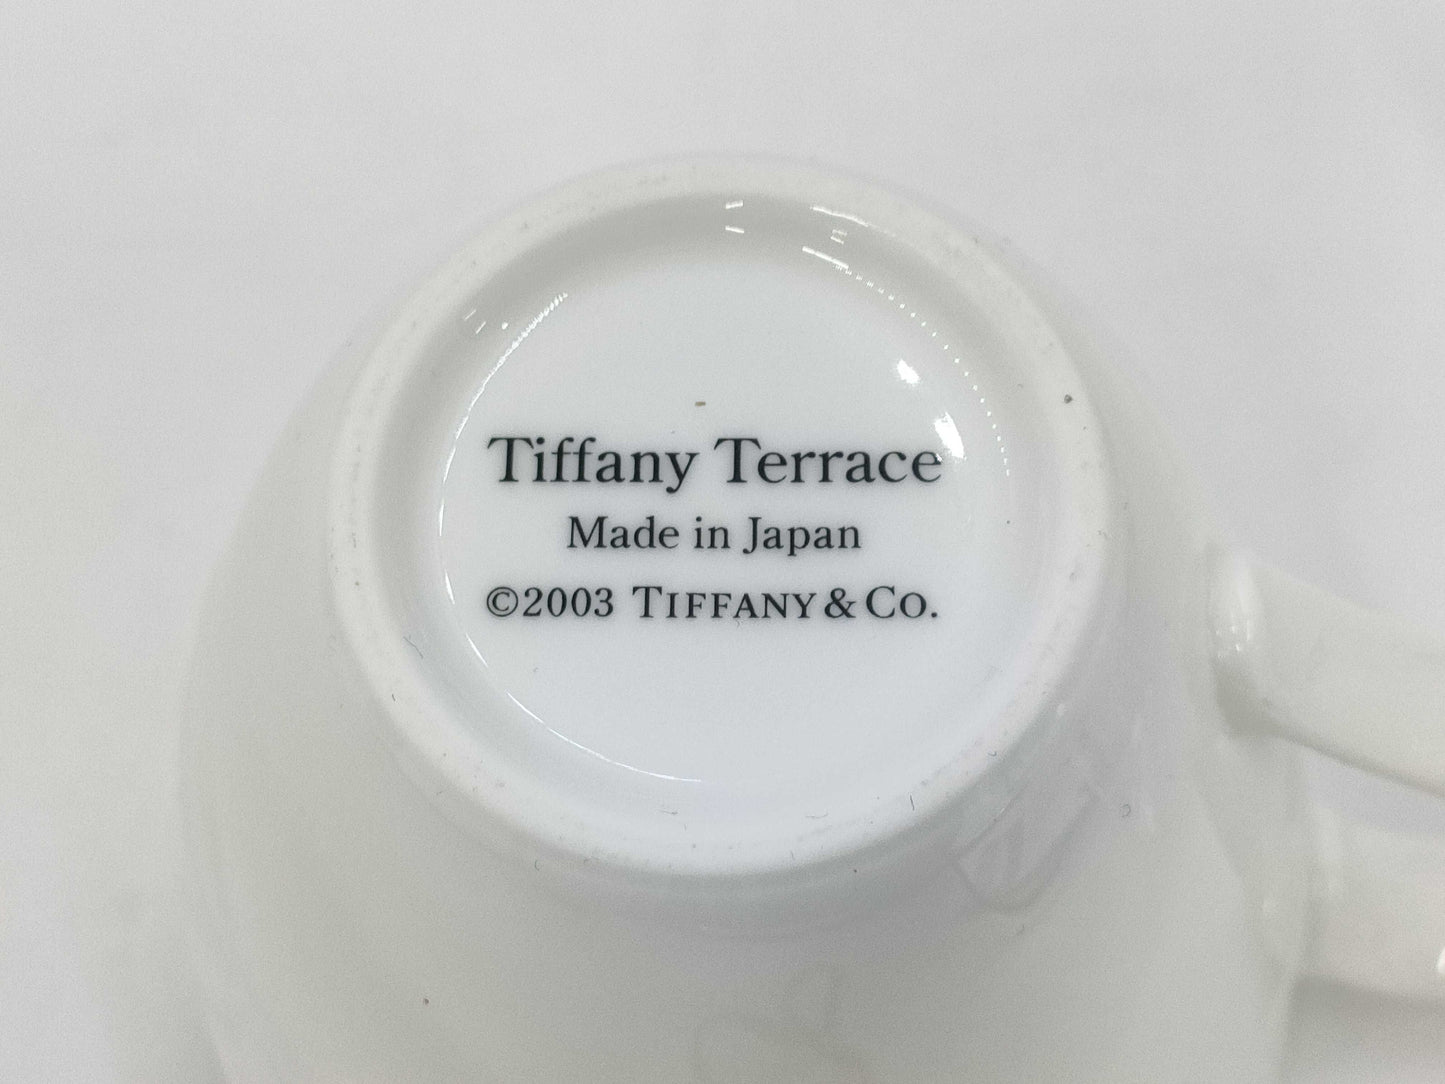 Tiffany Terrace
Made in Japan
©2003 TIFFANY & CO.